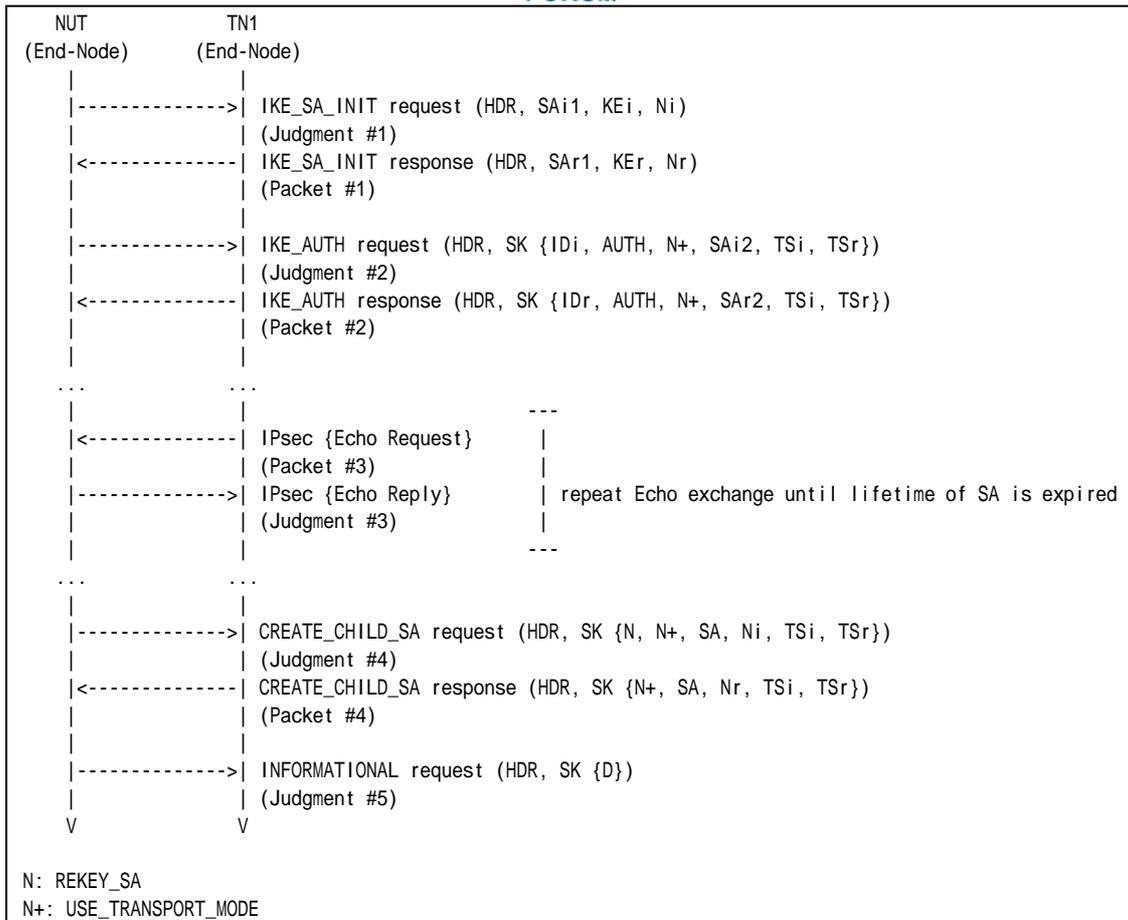 NUT TN1
(End-Node) (End-Node)
| |
|-------------->| IKE_SA_INIT request (HDR, SAi1, KEi, Ni)
| | (Judgment #1)
|<--------------| IKE_SA_INIT response (HDR, SAr1, KEr, Nr)
| | (Packet #1)
| |
|-------------->| IKE_AUTH request (HDR, SK {IDi, AUTH, N+, SAi2, TSi, TSr})
| | (Judgment #2)
|<--------------| IKE_AUTH response (HDR, SK {IDr, AUTH, N+, SAr2, TSi, TSr})
| | (Packet #2)
| |
... ...
| | ---
|<--------------| IPsec {Echo Request} |
| | (Packet #3) |
|-------------->| IPsec {Echo Reply} | repeat Echo exchange until lifetime of SA is expired
| | (Judgment #3) |
| | ---
... ...
| |
|-------------->| CREATE_CHILD_SA request (HDR, SK {N, N+, SA, Ni, TSi, TSr})
| | (Judgment #4)
|<--------------| CREATE_CHILD_SA response (HDR, SK {N+, SA, Nr, TSi, TSr})
| | (Packet #4)
| |
|-------------->| INFORMATIONAL request (HDR, SK {D})
| | (Judgment #5)
V V
N: REKEY_SA
N+: USE_TRANSPORT_MODE